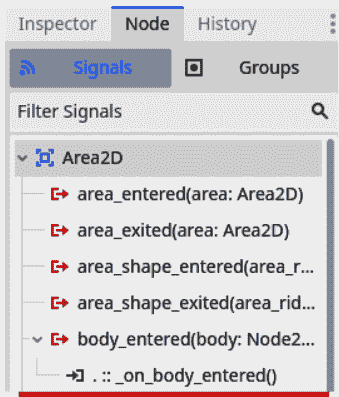 Inspector Node History
Signals Groups
Filter Signals
Area2D
area_entered(area: Area2D)
area_exited(area: Area2D)
area_shape_entered(area_r...
area_shape_exited(area_rid...
body_entered(body: Node2...
. :: _on_body_entered()